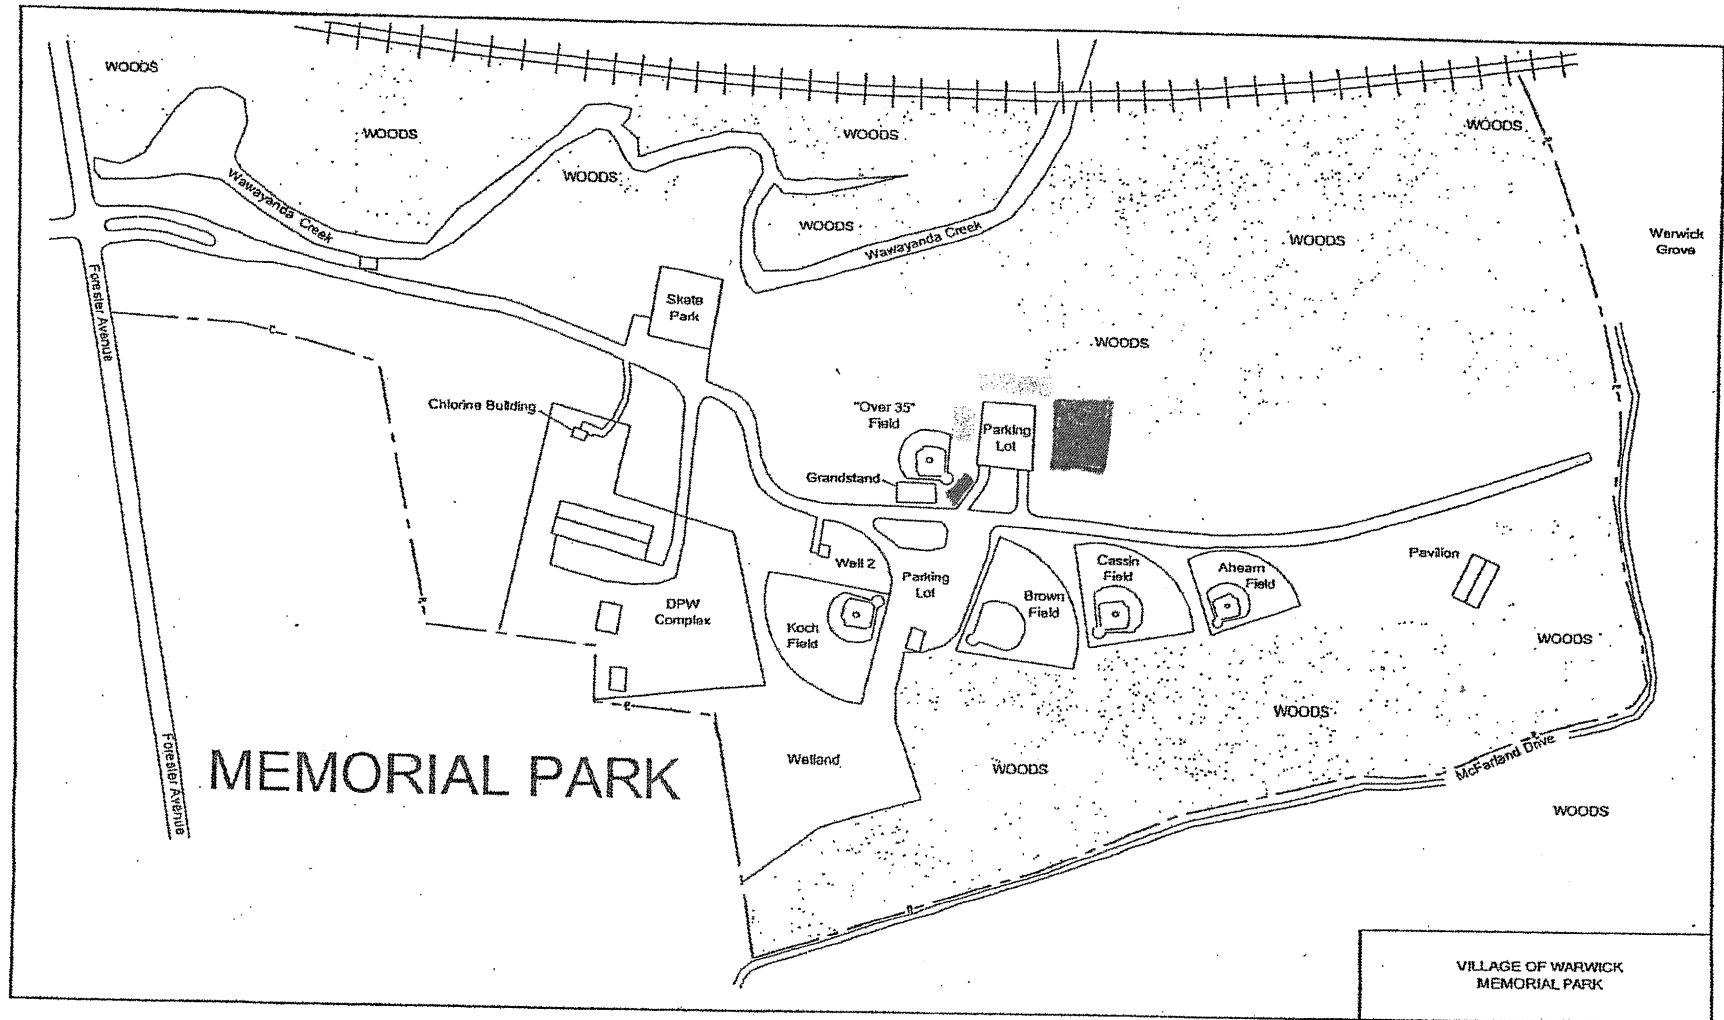 WOODS
WOODS
WOODS
WOODS
WOODS
Wawayanda Creek
WOODS
Wawayanda Creek
WOODS
Warwick
Grove
Forester Avenue
Skate
Park
WOODS
Chlorine Building
"Over 35"
Field
Parking
Lot
Grandstand
Well 2
Parking
Lot
Cassin
Field
Ahearn
Field
Pavilion
DPW
Complex
Koch
Field
Brown
Field
WOODS
WOODS
Forester Avenue
MEMORIAL PARK
Wetland
WOODS
McFarland Drive
WOODS
VILLAGE OF WARWICK
MEMORIAL PARK